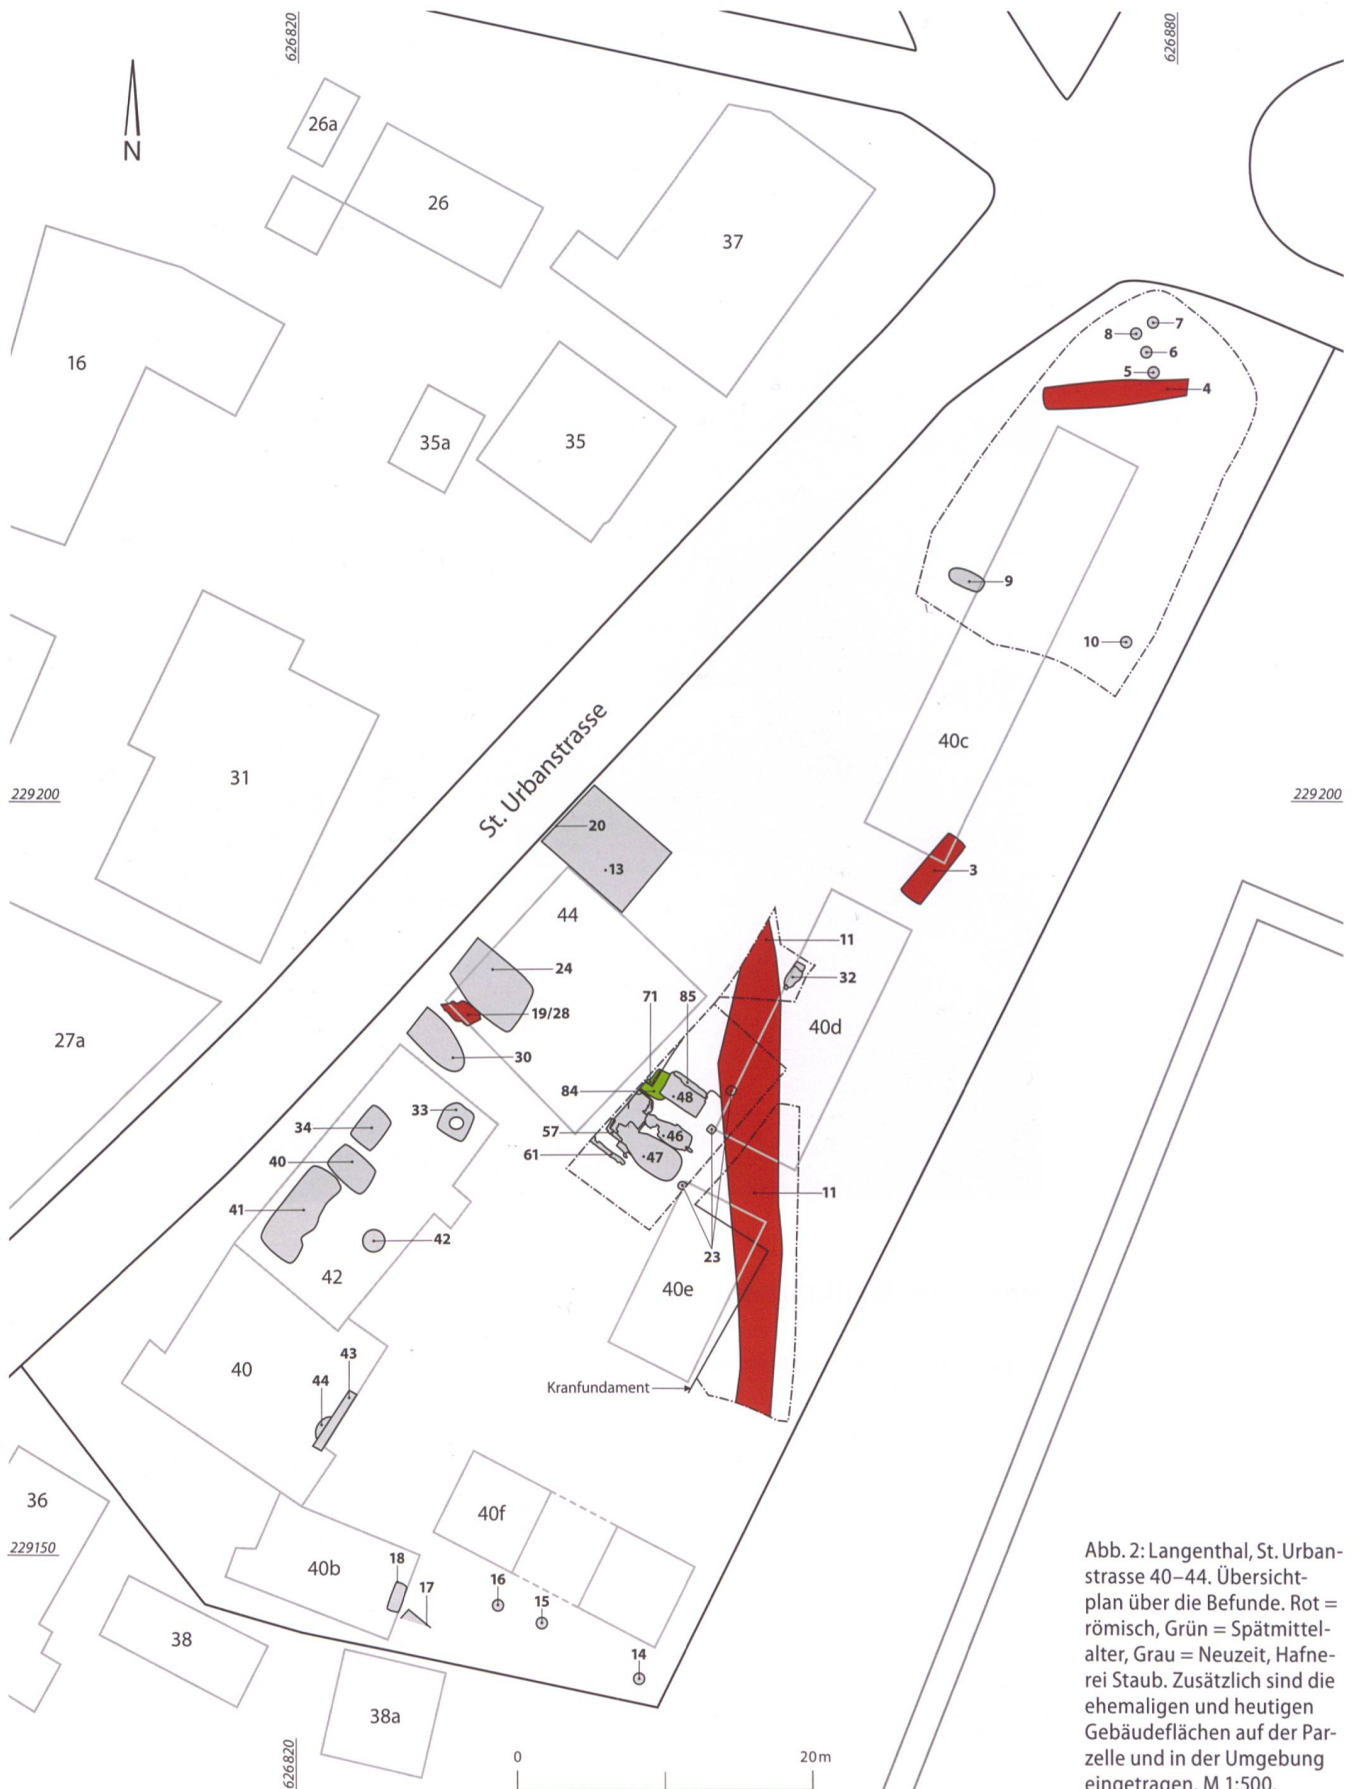 626820
626880
N
26a
26
37
16
35a
35
7
8
6
5
4
9
10
31
40c
St. Urbanstrasse
229200
229200
20
13
3
44
24
11
32
71
85
19/28
40d
27a
30
84
48
33
34
57
46
40
61
47
41
11
42
23
42
40e
40
43
44
Kranfundament
36
40f
229150
40b
18
17
16
15
38
14
38a
626820
0
20m
Abb. 2: Langenthal, St. Urban-
strasse 40–44. Übersicht-
plan über die Befunde. Rot =
römisch, Grün = Spätmittel-
alter, Grau = Neuzeit, Hafne-
rei Staub. Zusätzlich sind die
ehemaligen und heutigen
Gebäudeflächen auf der Par-
zelle und in der Umgebung
eingetragen. M 1:500.